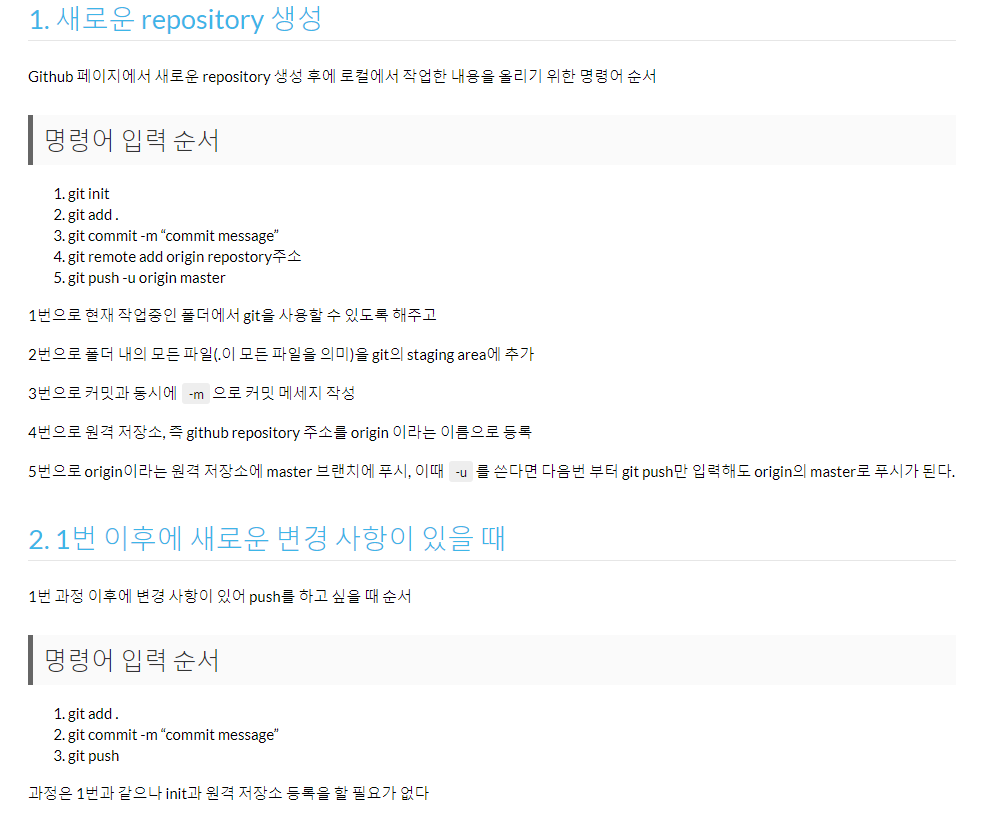 1. 새로운 repository 생성
Github 페이지에서 새로운 repository 생성 후에 로컬에서 작업한 내용을 올리기 위한 명령어 순서
명령어 입력 순서
1. git init
2. git add .
3. git commit -m “commit message”
4. git remote add origin repostory주소
5. git push -u origin master
1번으로 현재 작업중인 폴더에서 git을 사용할 수 있도록 해주고
2번으로 폴더 내의 모든 파일(.이 모든 파일을 의미)을 git의 staging area에 추가
3번으로 커밋과 동시에 -m 으로 커밋 메세지 작성
4번으로 원격 저장소, 즉 github repository 주소를 origin 이라는 이름으로 등록
5번으로 origin이라는 원격 저장소에 master 브랜치에 푸시, 이때 -u 를 쓴다면 다음번 부터 git push만 입력해도 origin의 master로 푸시가 된다.
2. 1번 이후에 새로운 변경 사항이 있을 때
1번 과정 이후에 변경 사항이 있어 push를 하고 싶을 때 순서
명령어 입력 순서
1. git add .
2. git commit -m “commit message”
3. git push
과정은 1번과 같으나 init과 원격 저장소 등록을 할 필요가 없다